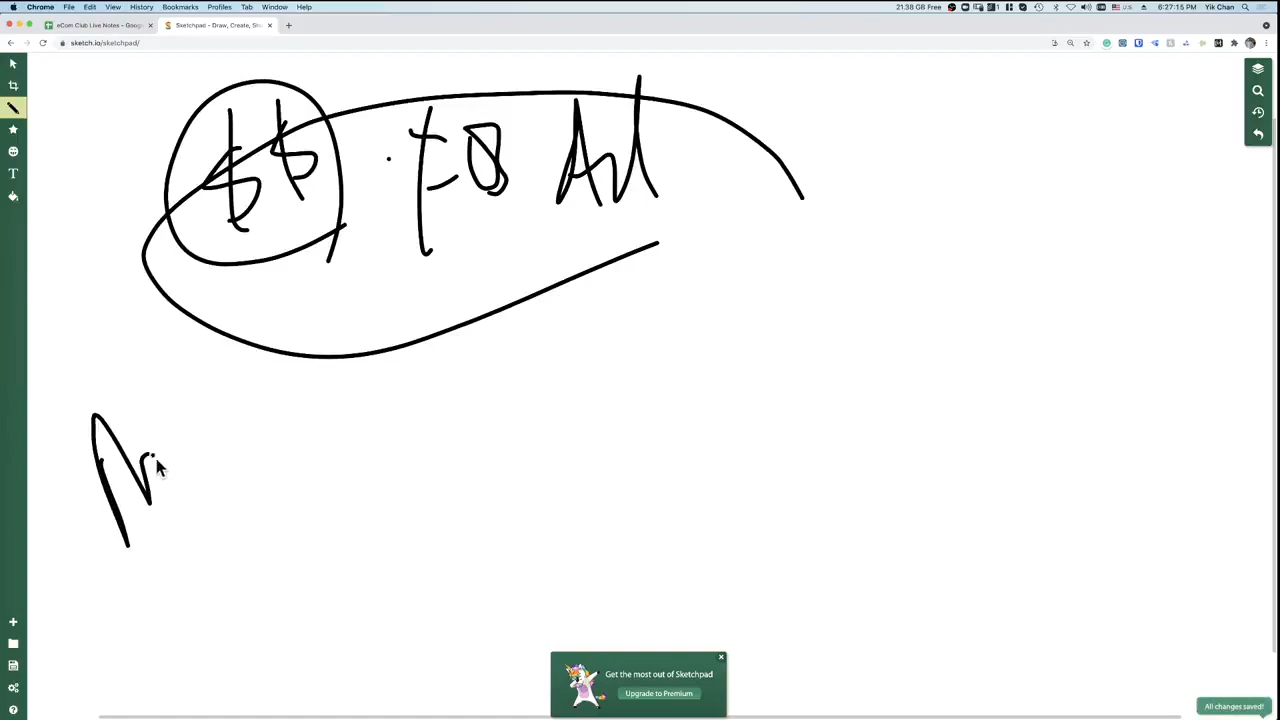 Chrome File Edit View History Bookmarks Profiles Tab Window Help 21.38 GB Free U.S. 6:27:15 PM Yik Chan
eCom Club Live Notes - Goog
Sketchpad - Draw, Create, Sha
sketch.io/sketchpad/
$$ Ad
Get the most out of Sketchpad
Upgrade to Premium
All changes saved!